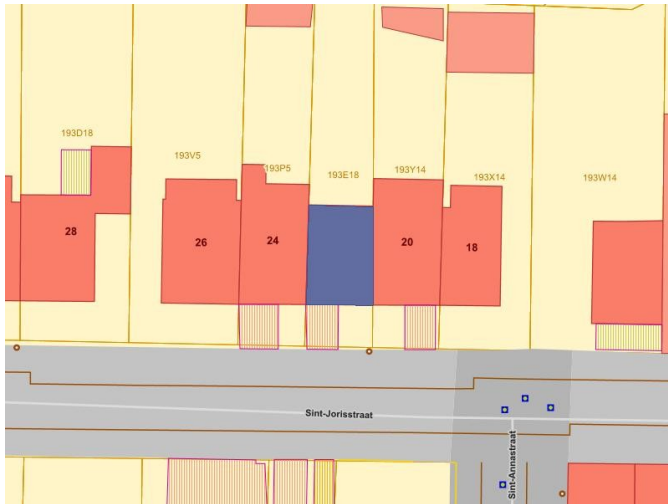 193D18
193V5
193P5
193E18
193Y14
193X14
193W14
28
26
24
20
18
Sint-Jorisstraat
Sint-Annastraat